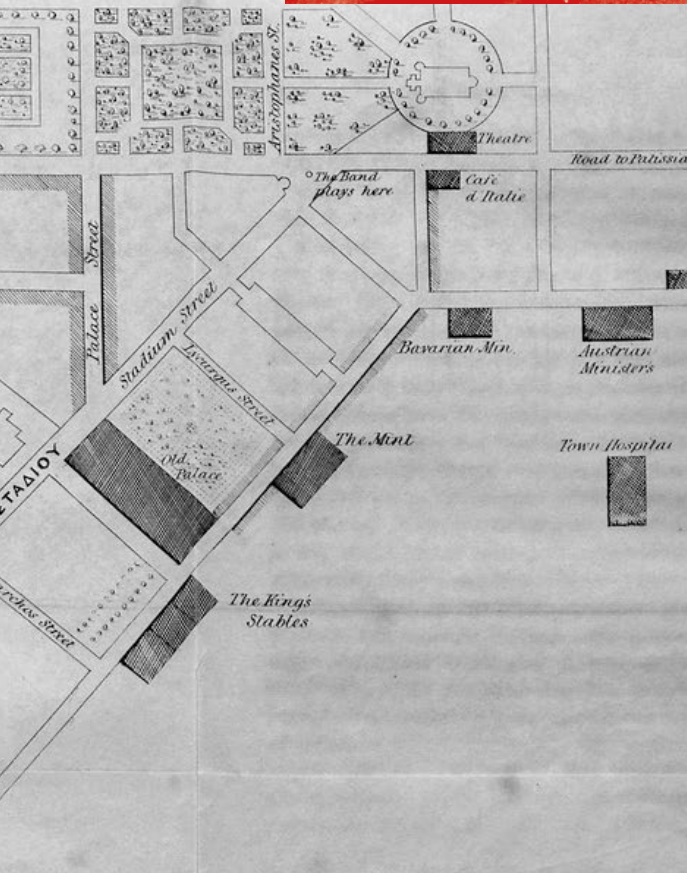 Aristophanes St.
Theatre
Road to Patissia
The Band
plays here
Café
d'Italie
Palace Street
Stadium Street
Bavarian Min.
Austrian
Ministers
Lycurgus Street
The Mint
Town Hospital
Old
Palace
ΣΤΑΔΙΟΥ
The King's
Stables
Street